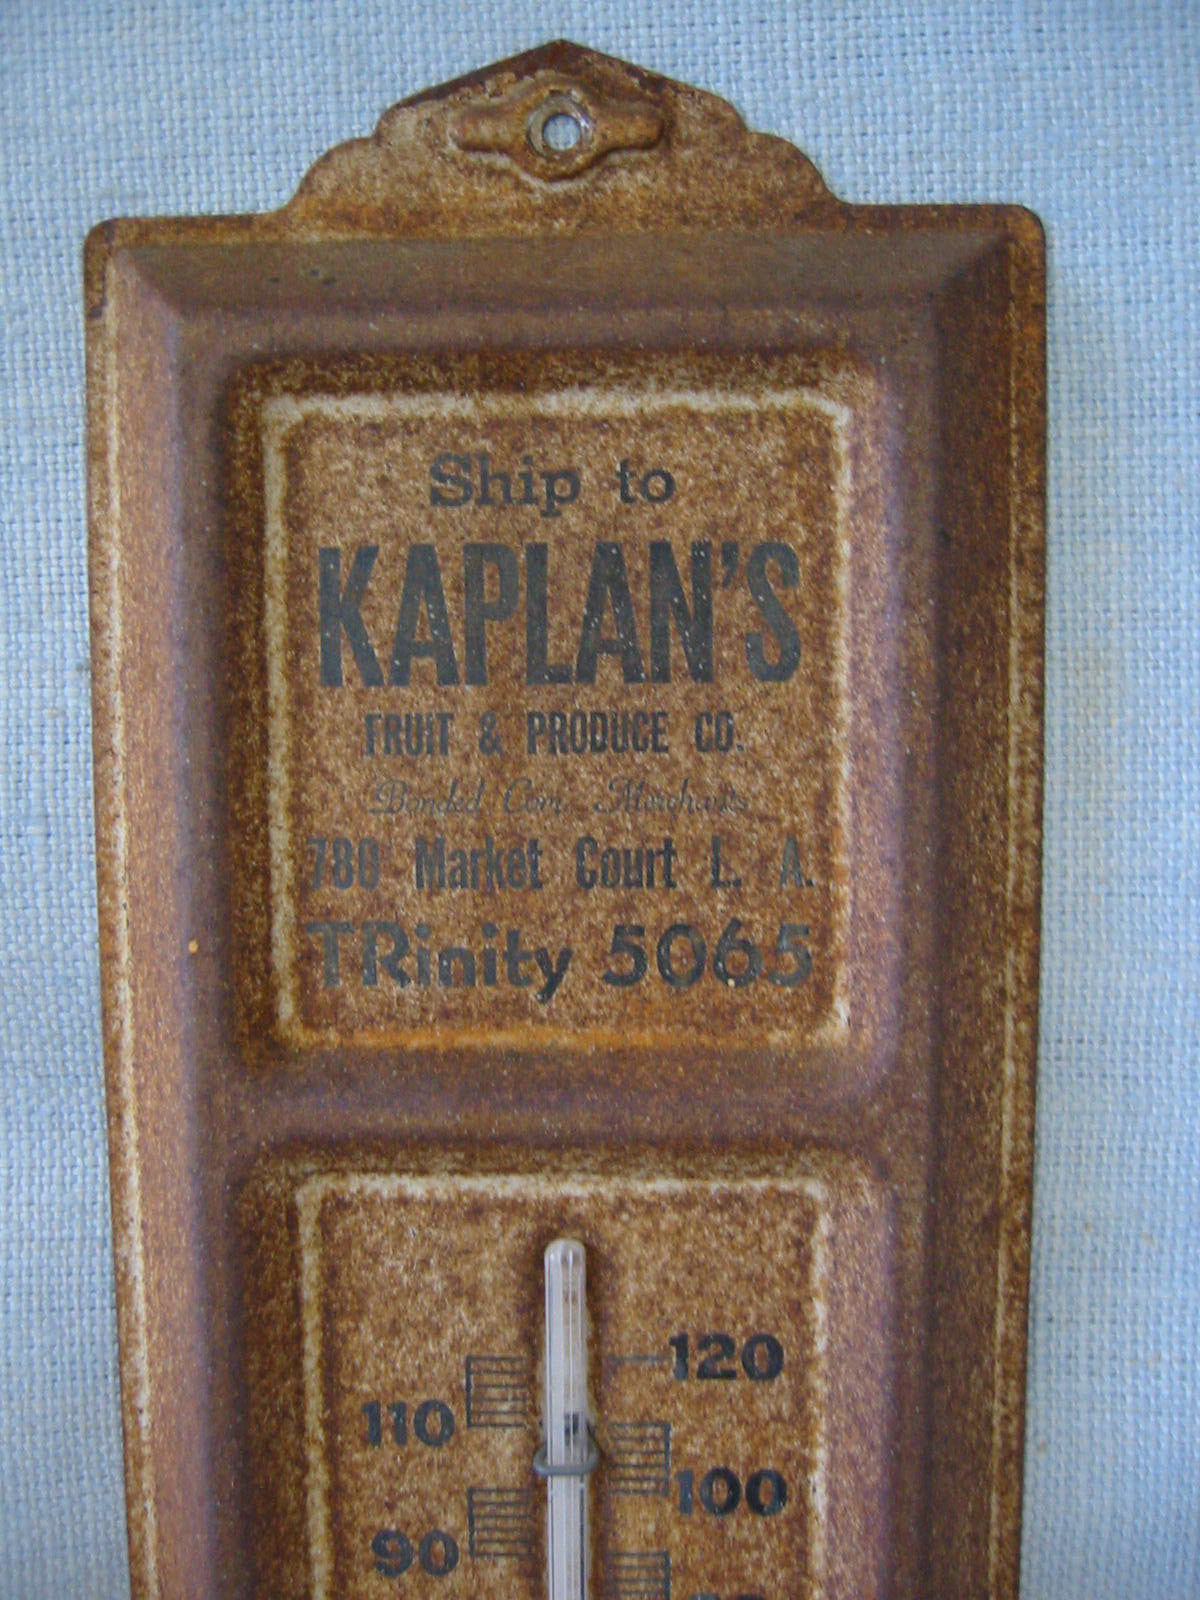 Ship to
KAPLAN'S
FRUIT & PRODUCE CO.
Bonded Com. Merchants
780 Market Court L. A.
TRinity 5065
120
110
100
90